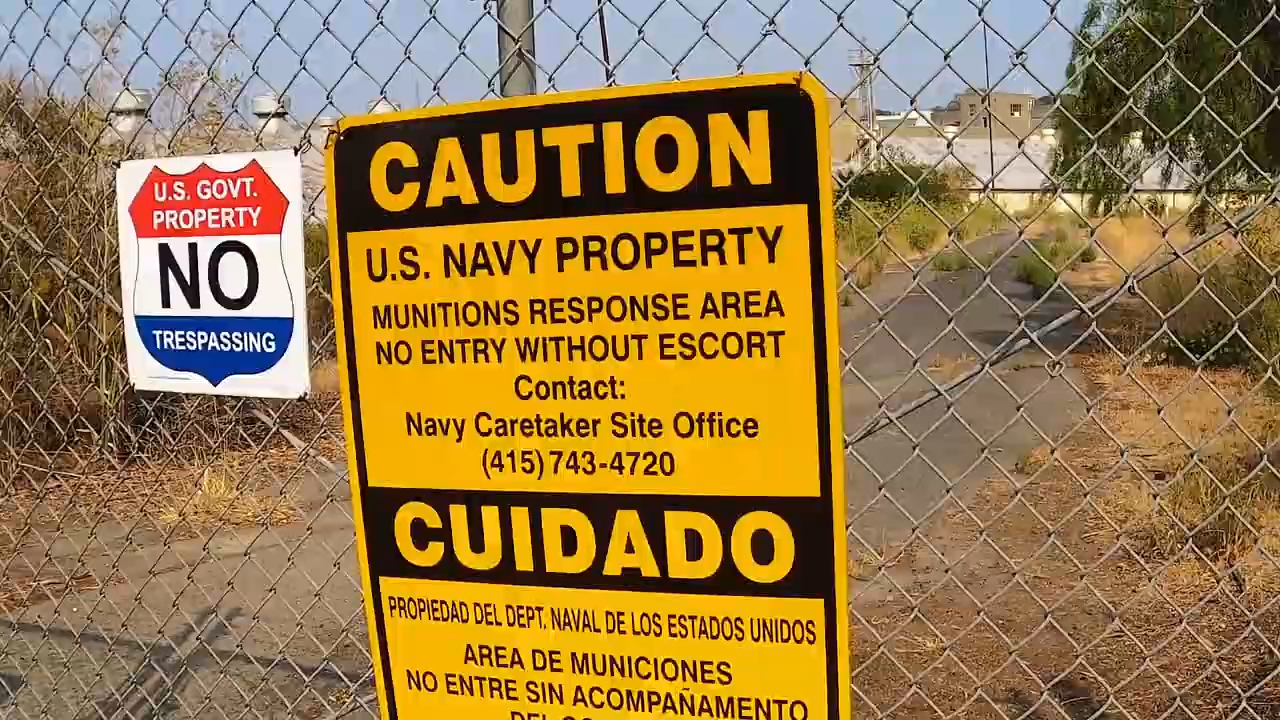 U.S. GOVT.
PROPERTY
NO
TRESPASSING
CAUTION
U.S. NAVY PROPERTY
MUNITIONS RESPONSE AREA
NO ENTRY WITHOUT ESCORT
Contact:
Navy Caretaker Site Office
(415) 743-4720
CUIDADO
PROPIEDAD DEL DEPT. NAVAL DE LOS ESTADOS UNIDOS
AREA DE MUNICIONES
NO ENTRE SIN ACOMPAÑAMENTO